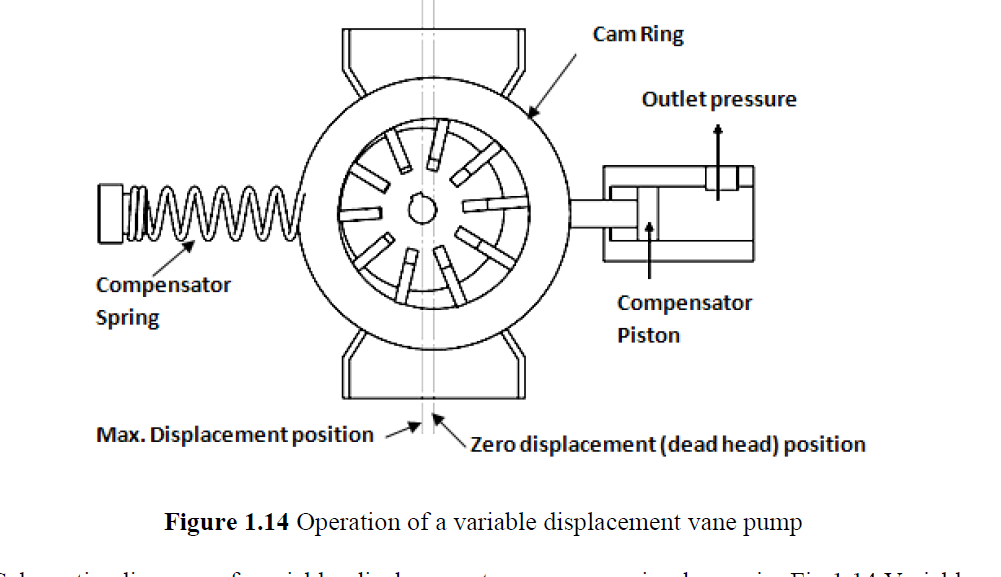 Cam Ring
Outlet pressure
Compensator
Spring
Compensator
Piston
Max. Displacement position
Zero displacement (dead head) position
Figure 1.14 Operation of a variable displacement vane pump